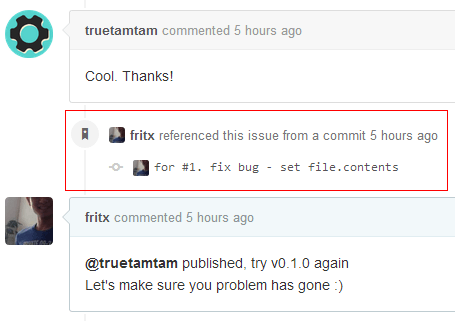 truetamtam commented 5 hours ago
Cool. Thanks!
fritx referenced this issue from a commit 5 hours ago
for #1. fix bug - set file.contents
fritx commented 5 hours ago
@truetamtam published, try v0.1.0 again
Let's make sure you problem has gone :)